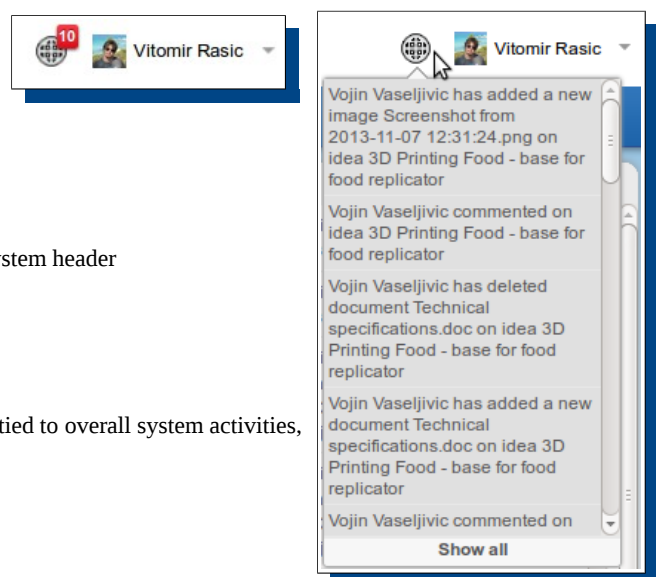 10
Vitomir Rasic
Vitomir Rasic
Vojin Vaseljivic has added a new
image Screenshot from
2013-11-07 12:31:24.png on
idea 3D Printing Food - base for
food replicator
Vojin Vaseljivic commented on
idea 3D Printing Food - base for
food replicator
Vojin Vaseljivic has deleted
document Technical
specifications.doc on idea 3D
Printing Food - base for food
replicator
Vojin Vaseljivic has added a new
document Technical
specifications.doc on idea 3D
Printing Food - base for food
replicator
Vojin Vaseljivic commented on
Show all
header
tied to overall system activities,